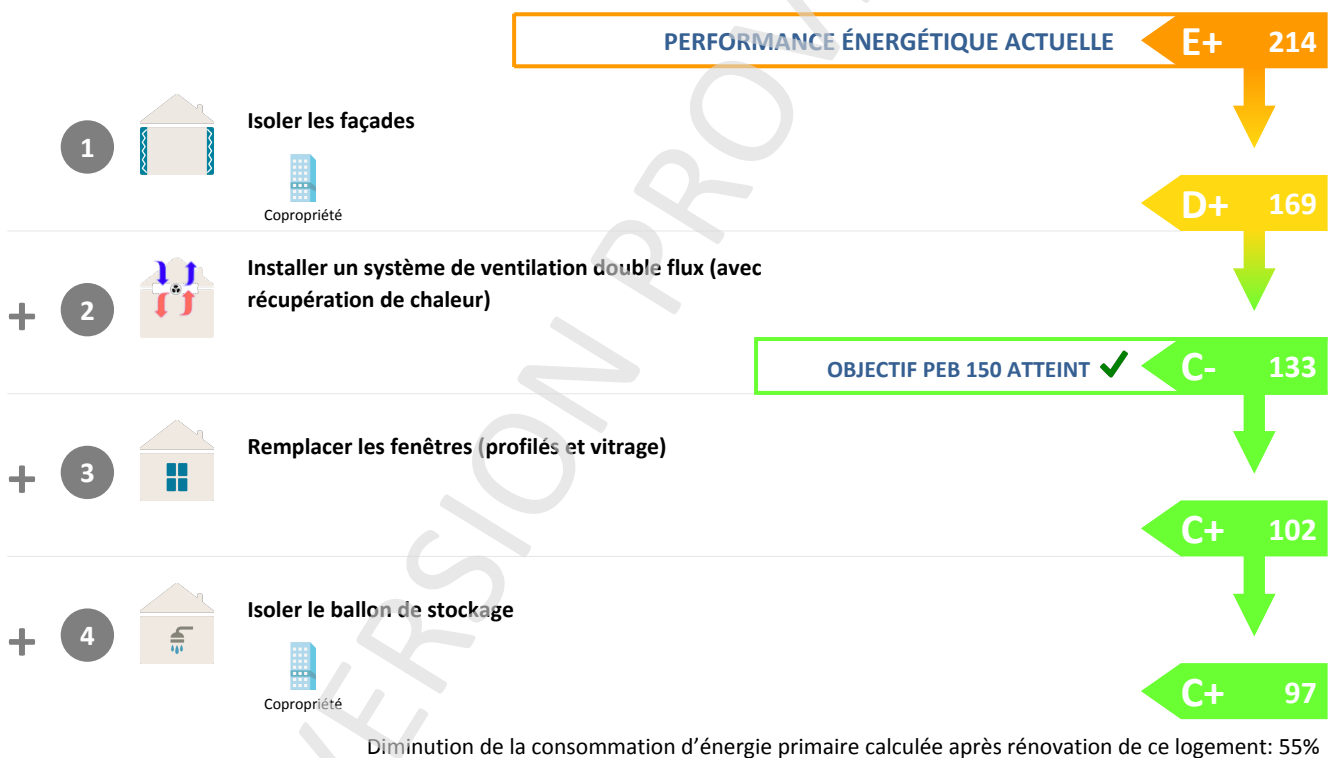 PERFORMANCE ÉNERGÉTIQUE ACTUELLE E+ 214
1 Isoler les façades
Copropriété
D+ 169
+ 2 Installer un système de ventilation double flux (avec
récupération de chaleur)
OBJECTIF PEB 150 ATTEINT ✓ C- 133
+ 3 Remplacer les fenêtres (profilés et vitrage)
C+ 102
+ 4 Isoler le ballon de stockage
Copropriété
C+ 97
Diminution de la consommation d’énergie primaire calculée après rénovation de ce logement: 55%
VERSION PROV